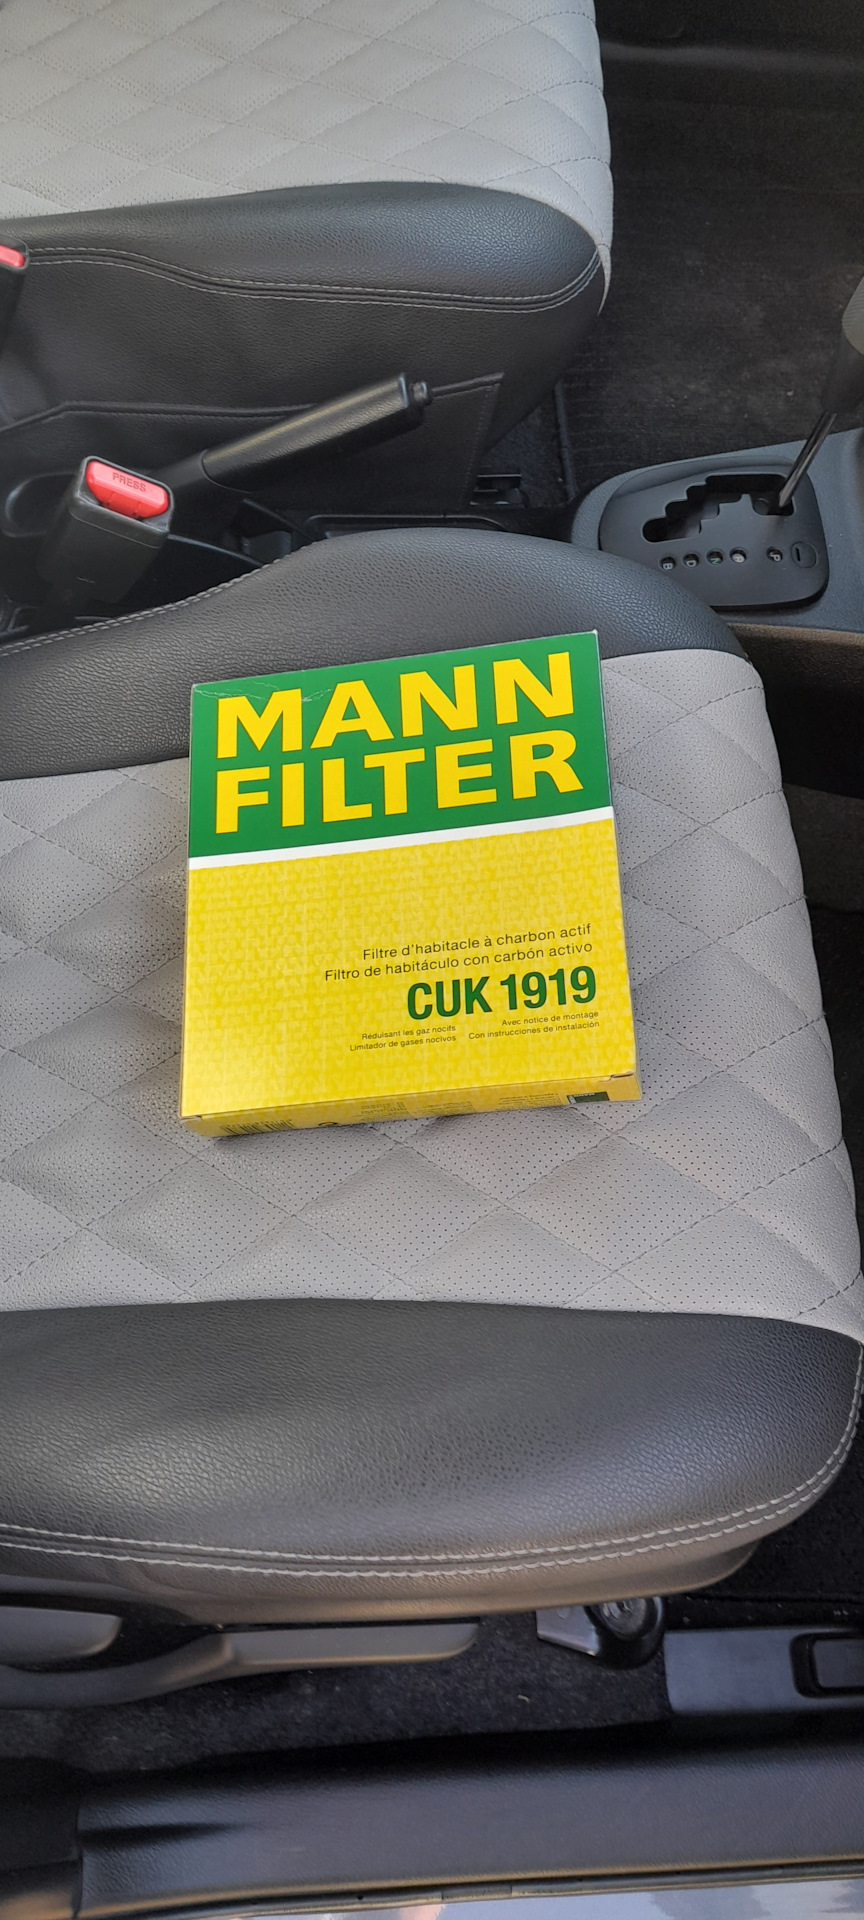 PRESS
B D N R P
MANN
FILTER
Filtre d'habitacle à charbon actif
Filtro de habitáculo con carbón activo
CUK 1919
Réduisant les gaz nocifs
Limitador de gases nocivos
Avec notice de montage
Con instrucciones de instalación